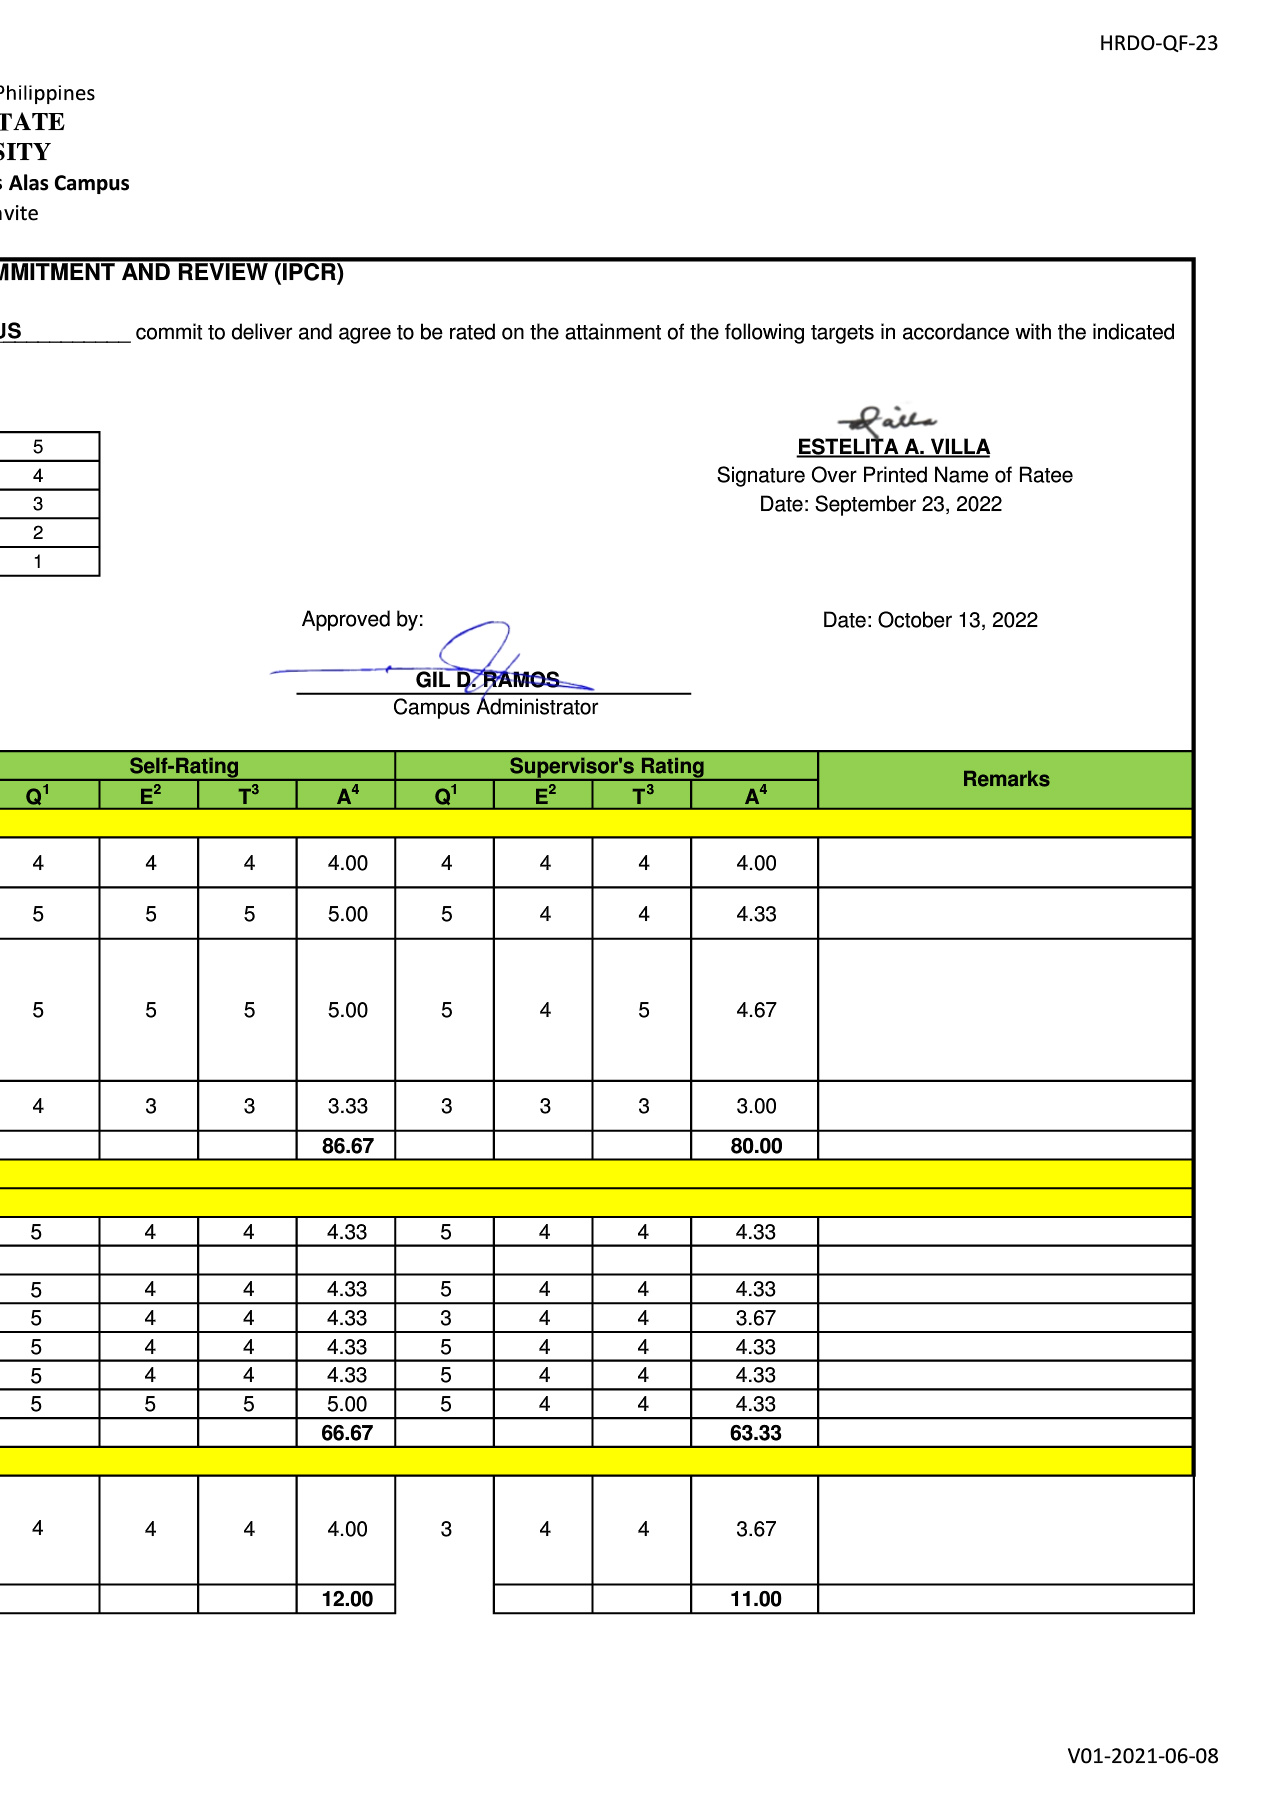 HRDO-QF-23
Philippines
TATE
SITY
s Alas Campus
avite
MMITMENT AND REVIEW (IPCR)
US__________ commit to deliver and agree to be rated on the attainment of the following targets in accordance with the indicated
5
4
3
2
1
ESTELITA A. VILLA
Signature Over Printed Name of Ratee
Date: September 23, 2022
Approved by: Date: October 13, 2022
GIL D. RAMOS
Campus Administrator
Self-Rating Supervisor's Rating Remarks
Q¹ E² T³ A⁴ Q¹ E² T³ A⁴
4 4 4 4.00 4 4 4 4.00
5 5 5 5.00 5 4 4 4.33
5 5 5 5.00 5 4 5 4.67
4 3 3 3.33 3 3 3 3.00
86.67 80.00
5 4 4 4.33 5 4 4 4.33
5 4 4 4.33 5 4 4 4.33
5 4 4 4.33 3 4 4 3.67
5 4 4 4.33 5 4 4 4.33
5 4 4 4.33 5 4 4 4.33
5 5 5 5.00 5 4 4 4.33
66.67 63.33
4 4 4 4.00 3 4 4 3.67
12.00 11.00
V01-2021-06-08